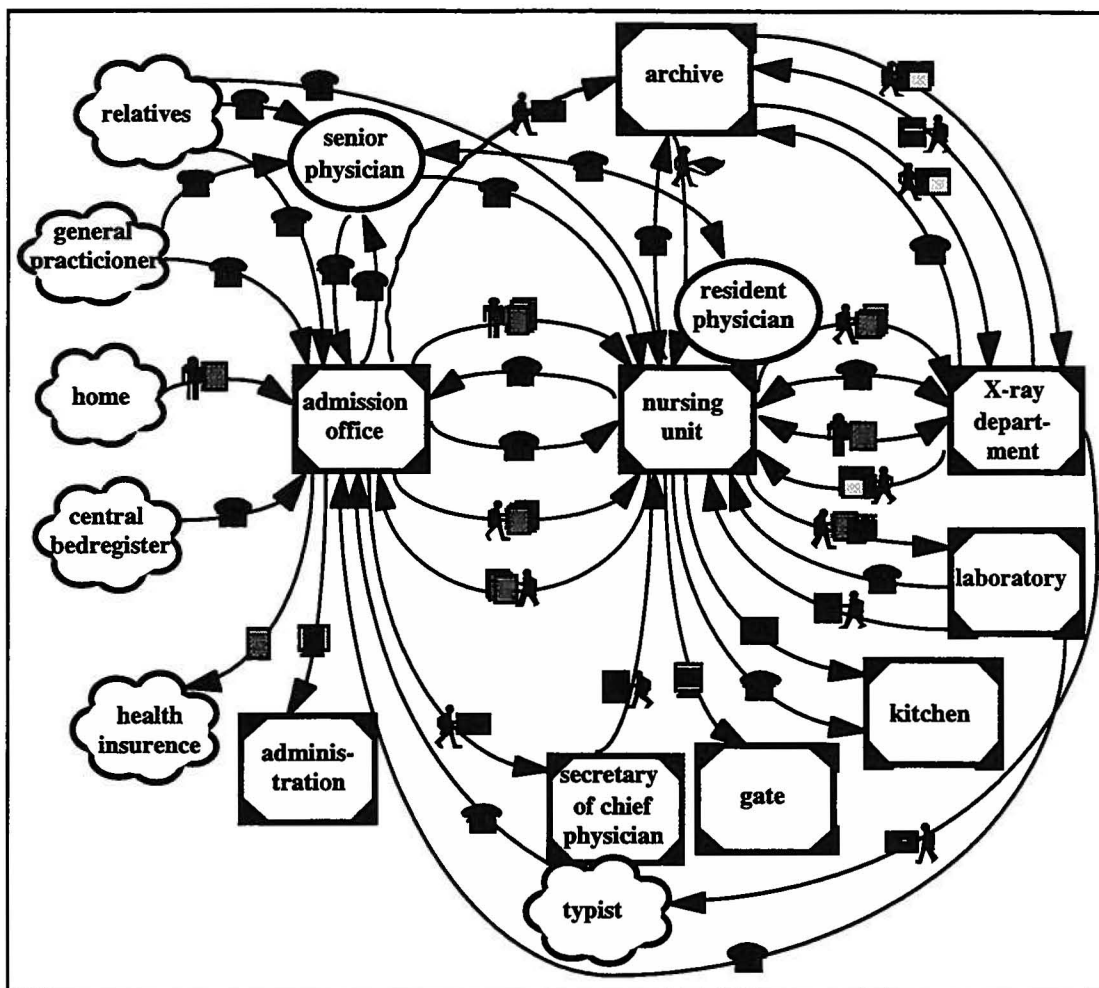 archive
relatives
senior
physician
general
practicioner
resident
physician
home
admission
office
nursing
unit
X-ray
depart-
ment
central
bedregister
laboratory
health
insurence
adminis-
tration
kitchen
secretary
of chief
physician
gate
typist